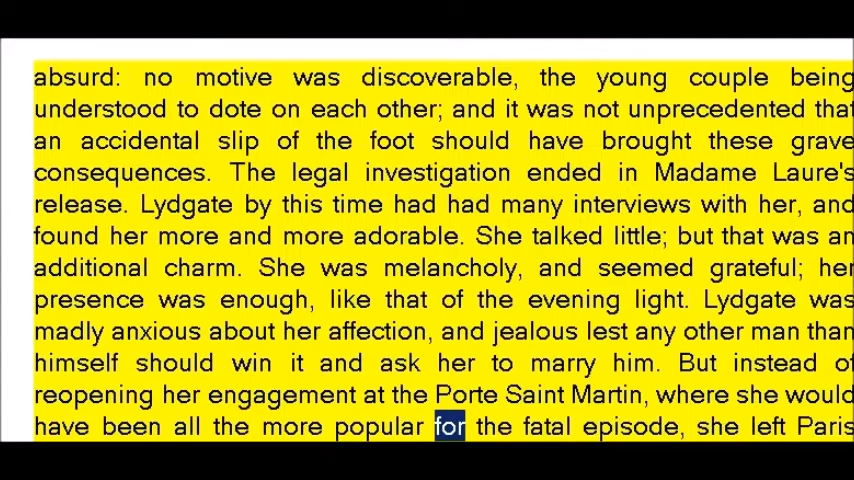 absurd: no motive was discoverable, the young couple being
understood to dote on each other; and it was not unprecedented that
an accidental slip of the foot should have brought these grave
consequences. The legal investigation ended in Madame Laure's
release. Lydgate by this time had had many interviews with her, and
found her more and more adorable. She talked little; but that was an
additional charm. She was melancholy, and seemed grateful; her
presence was enough, like that of the evening light. Lydgate was
madly anxious about her affection, and jealous lest any other man than
himself should win it and ask her to marry him. But instead of
reopening her engagement at the Porte Saint Martin, where she would
have been all the more popular for the fatal episode, she left Paris